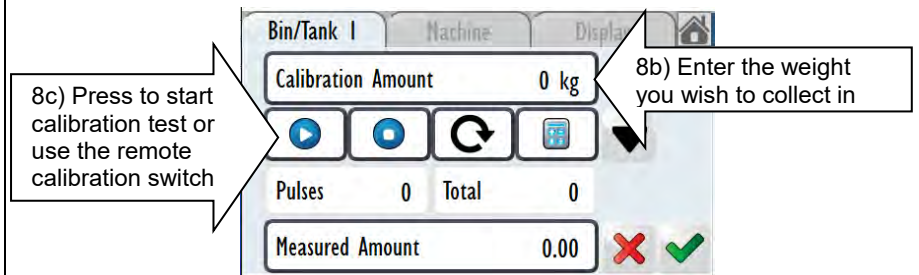 Bin/Tank 1
Machine
Calibration Amount 0 kg
8b) Enter the weight
you wish to collect in
8c) Press to start
calibration test or
use the remote
calibration switch
Pulses 0 Total 0
Measured Amount 0.00